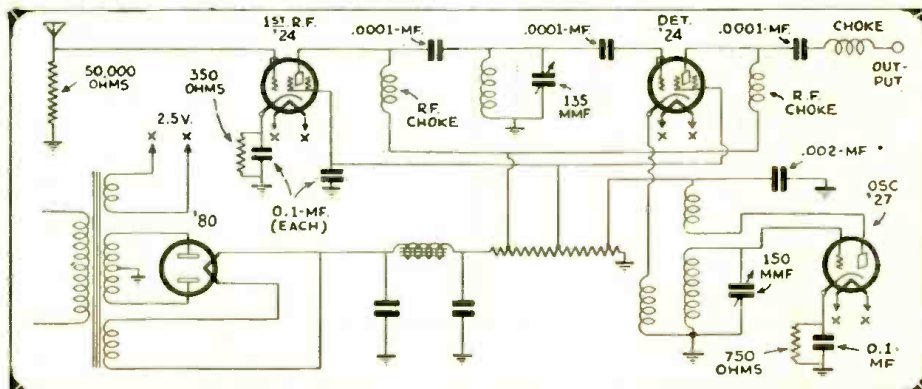 1ST. R.F.
'24
.0001-MF.
.0001-MF.
DET.
'24
.0001-MF.
CHOKE
OUT-
PUT
50,000
OHMS
350
OHMS
R.F.
CHOKE
135
MMF
R.F.
CHOKE
2.5 V.
X X
X X
X X
.002-MF.
0.1-MF.
(EACH)
'80
OSC
'27
150
MMF
X X
750
OHMS
0.1-
MF